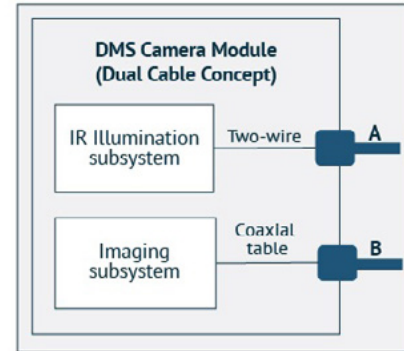 DMS Camera Module
(Dual Cable Concept)
IR Illumination
subsystem
Two-wire
A
Imaging
subsystem
Coaxial
table
B